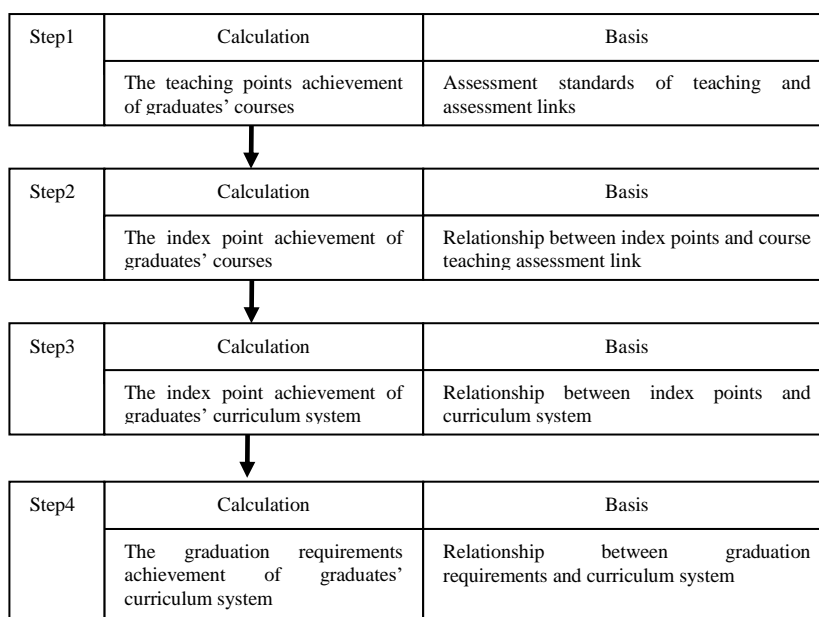 Step1
Calculation
Basis
The teaching points achievement
of graduates’ courses
Assessment standards of teaching and
assessment links
Step2
Calculation
Basis
The index point achievement of
graduates’ courses
Relationship between index points and course
teaching assessment link
Step3
Calculation
Basis
The index point achievement of
graduates’ curriculum system
Relationship between index points and
curriculum system
Step4
Calculation
Basis
The graduation requirements
achievement of graduates’
curriculum system
Relationship between graduation
requirements and curriculum system